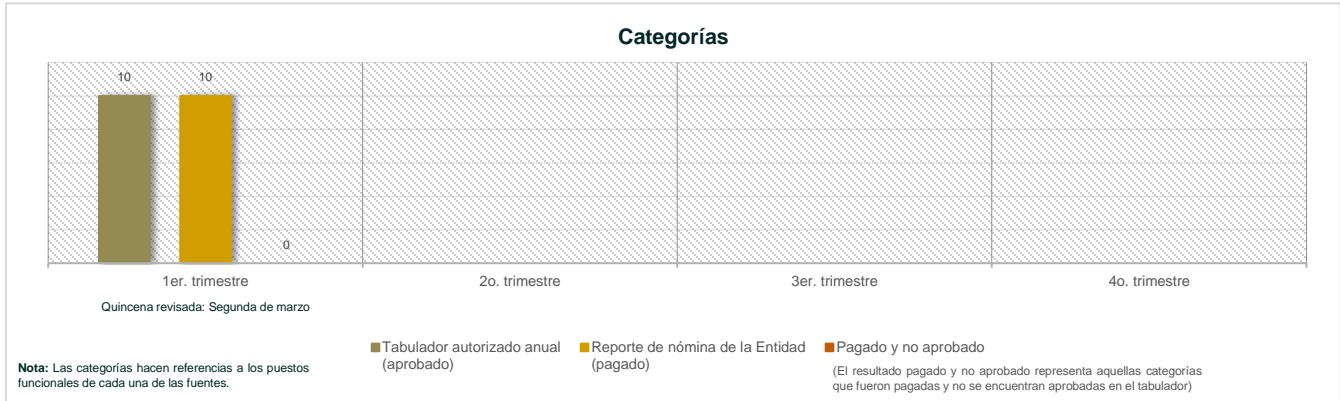 Categorías
10 10 0
1er. trimestre 2o. trimestre 3er. trimestre 4o. trimestre
Quincena revisada: Segunda de marzo
Tabulador autorizado anual
(aprobado)
Reporte de nómina de la Entidad
(pagado)
Pagado y no aprobado
(El resultado pagado y no aprobado representa aquellas categorías
que fueron pagadas y no se encuentran aprobadas en el tabulador)
Nota: Las categorías hacen referencias a los puestos
funcionales de cada una de las fuentes.